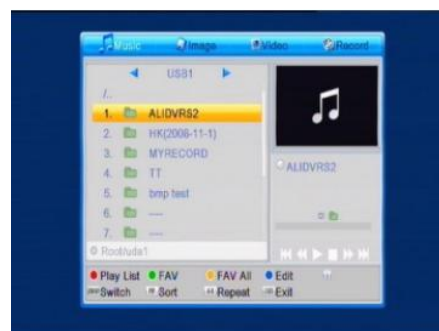 Music Image Video Record
USB1
/..
1. ALIDVRS2
2. HK(2008-11-1)
3. MYRECORD
4. TT
5. bmp test
6. ----
7. ----
ALIDVRS2
Root/uda1
Play List FAV FAV All Edit
Switch Sort Repeat Exit